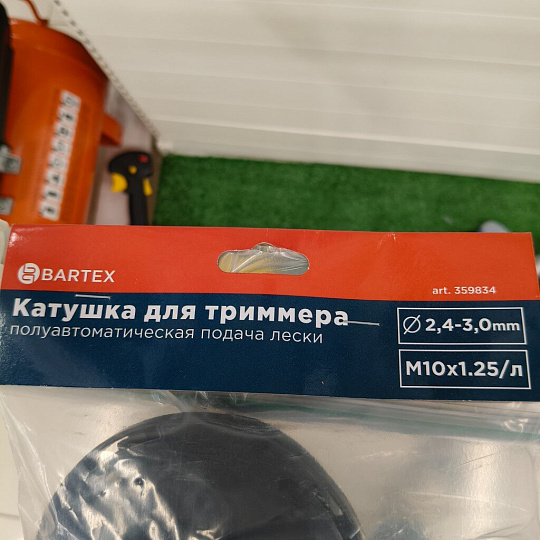 BARTEX
art. 359834
Катушка для триммера
полуавтоматическая подача лески
Ø 2,4-3,0mm
M10x1.25/л